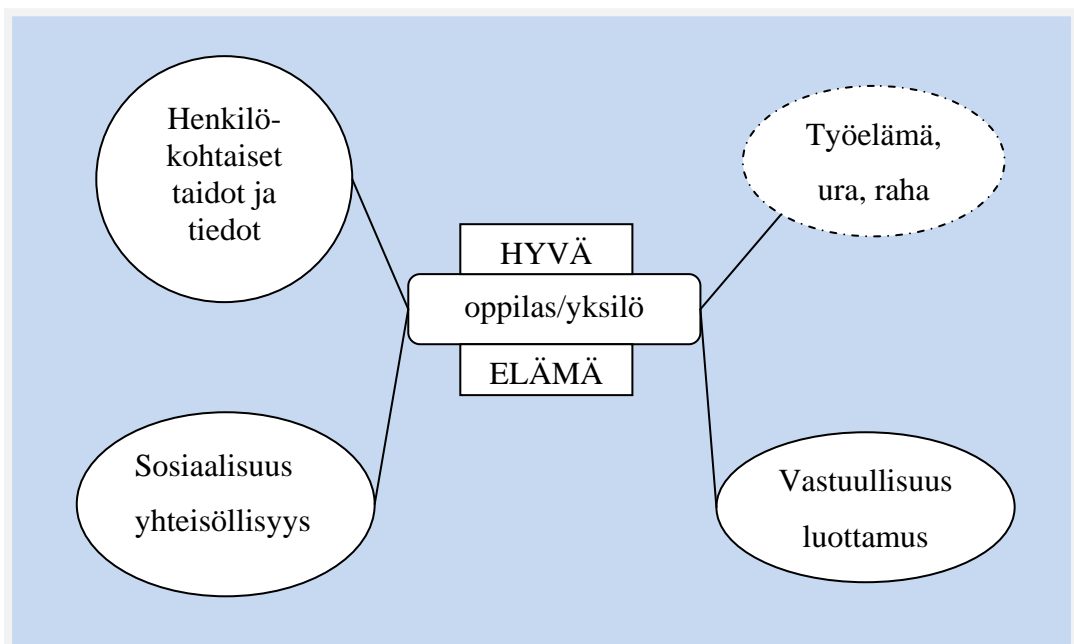 Henkilö-
kohtaiset
taidot ja
tiedot
Työelämä,
ura, raha
HYVÄ
oppilas/yksilö
ELÄMÄ
Sosiaalisuus
yhteisöllisyys
Vastuullisuus
luottamus